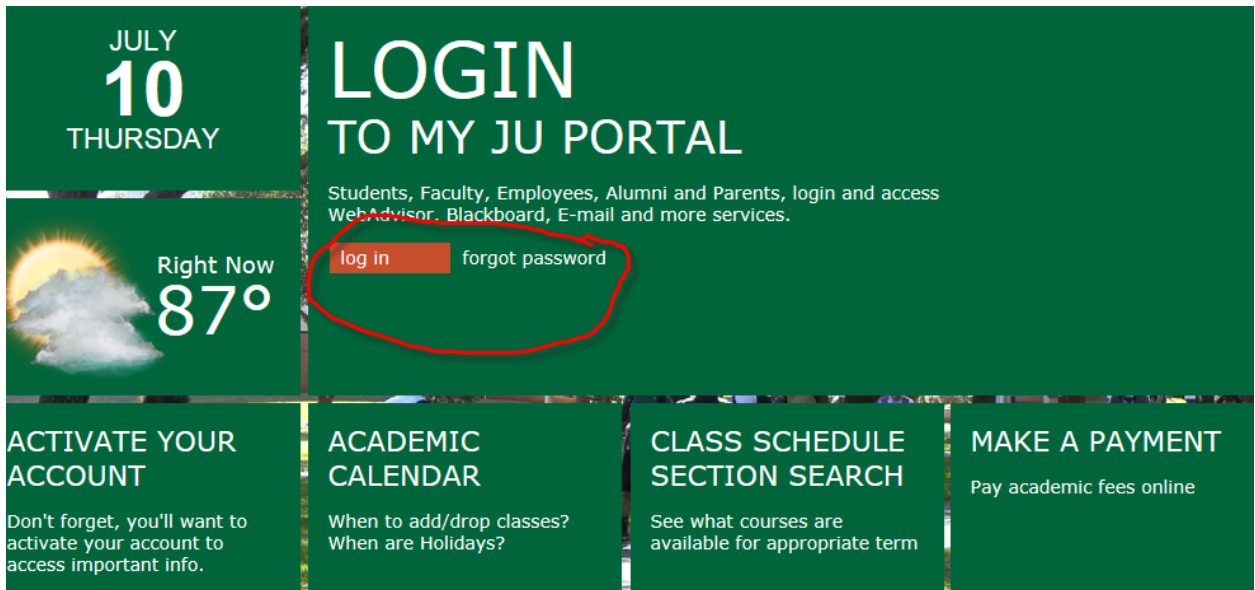 JULY
10
THURSDAY
LOGIN
TO MY JU PORTAL
Students, Faculty, Employees, Alumni and Parents, login and access
WebAdvisor, Blackboard, E-mail and more services.
log in
forgot password
Right Now
87°
ACTIVATE YOUR
ACCOUNT
Don't forget, you'll want to
activate your account to
access important info.
ACADEMIC
CALENDAR
When to add/drop classes?
When are Holidays?
CLASS SCHEDULE
SECTION SEARCH
See what courses are
available for appropriate term
MAKE A PAYMENT
Pay academic fees online